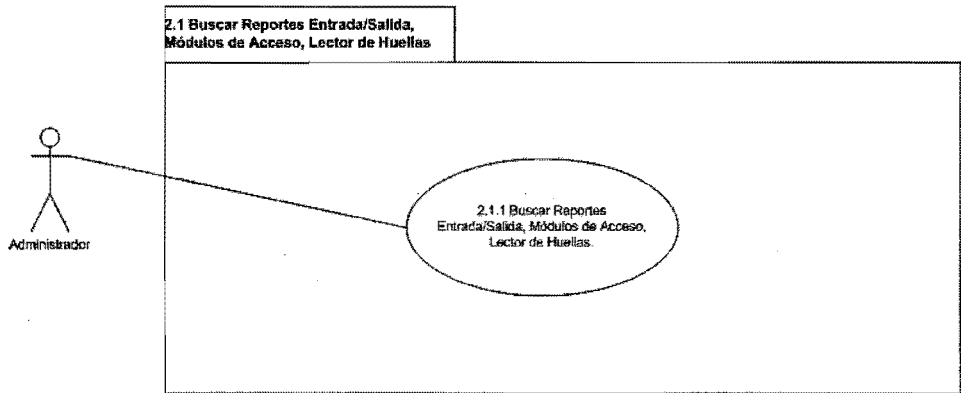 2.1 Buscar Reportes Entrada/Salida,
Módulos de Acceso, Lector de Huellas
2.1.1 Buscar Reportes
Entrada/Salida, Módulos de Acceso,
Lector de Huellas.
Administrador